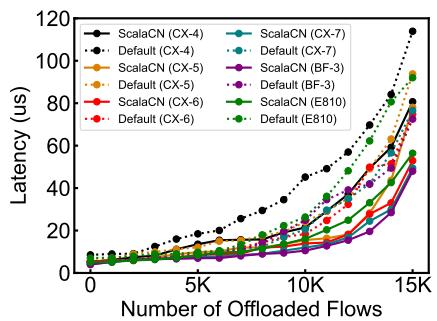 120
100
80
60
40
20
0
Latency (us)
ScalaCN (CX-4)
Default (CX-4)
ScalaCN (CX-5)
Default (CX-5)
ScalaCN (CX-6)
Default (CX-6)
ScalaCN (CX-7)
Default (CX-7)
ScalaCN (BF-3)
Default (BF-3)
ScalaCN (E810)
Default (E810)
0 5K 10K 15K
Number of Offloaded Flows